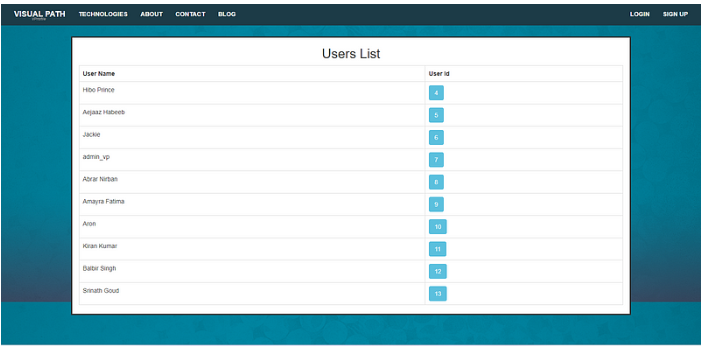 VISUAL PATH TECHNOLOGIES ABOUT CONTACT BLOG LOGIN SIGN UP
Users List
User Name User Id
Hibo Prince 4
Aejaaz Habeeb 5
Jackie 6
admin_vp 7
Abrar Nirban 8
Amayra Fatima 9
Aron 10
Kiran Kumar 11
Balbir Singh 12
Srinath Goud 13